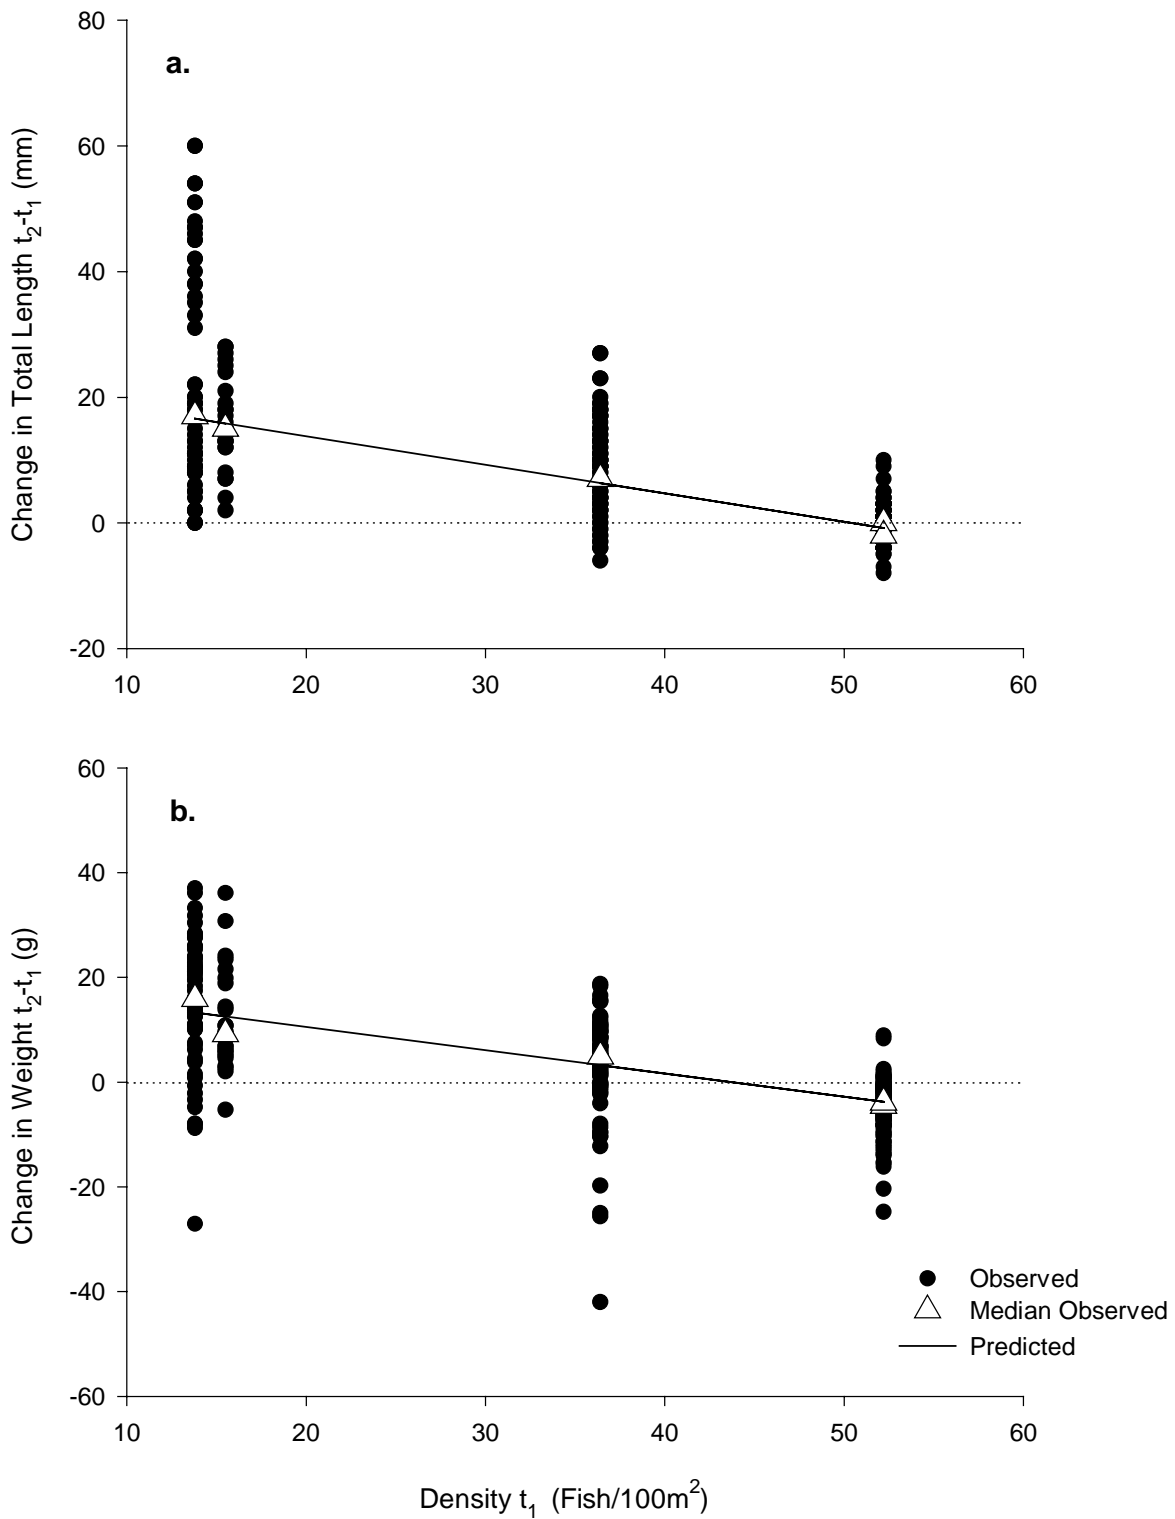 80
a.
60
40
20
0
-20
10 20 30 40 50 60
Change in Total Length t2-t1 (mm)
60
b.
40
20
0
-20
-40
-60
10 20 30 40 50 60
Change in Weight t2-t1 (g)
Observed
Median Observed
Predicted
Density t1 (Fish/100m2)